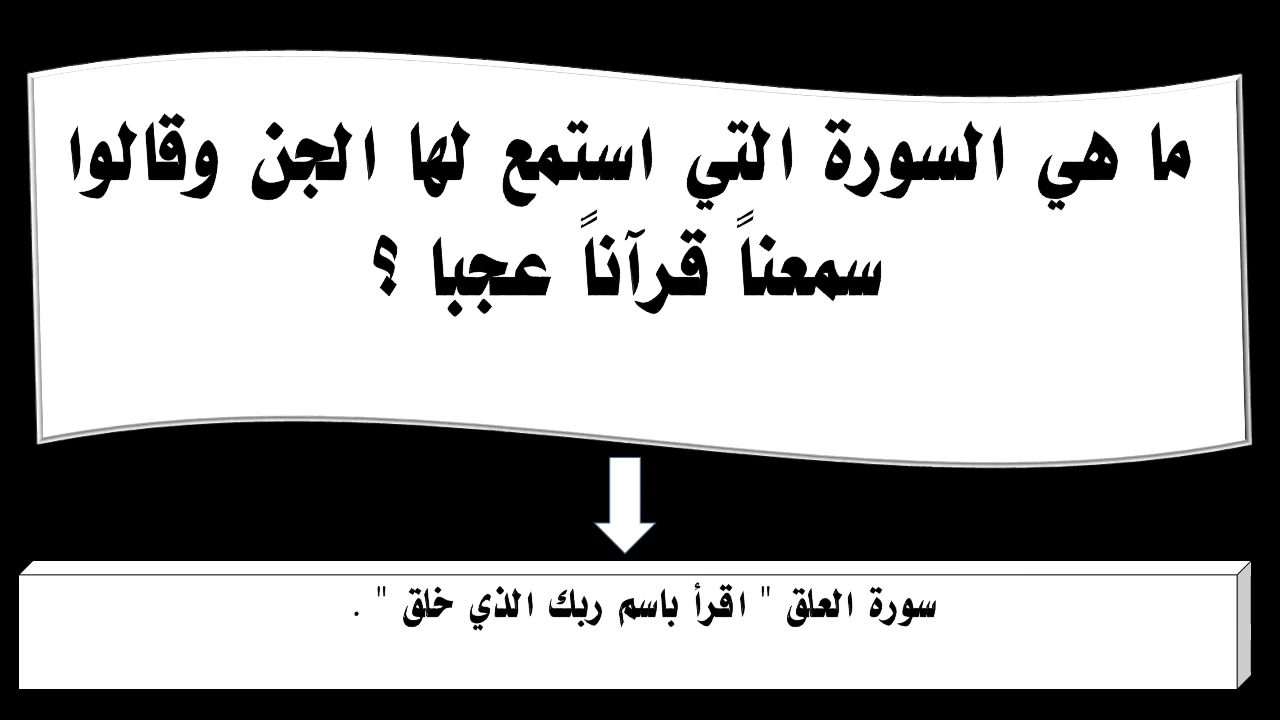 ما هي السورة التي استمع لها الجن وقالوا
سمعناً قرآناً عجبا ؟
سورة العلق " اقرأ باسم ربك الذي خلق " .